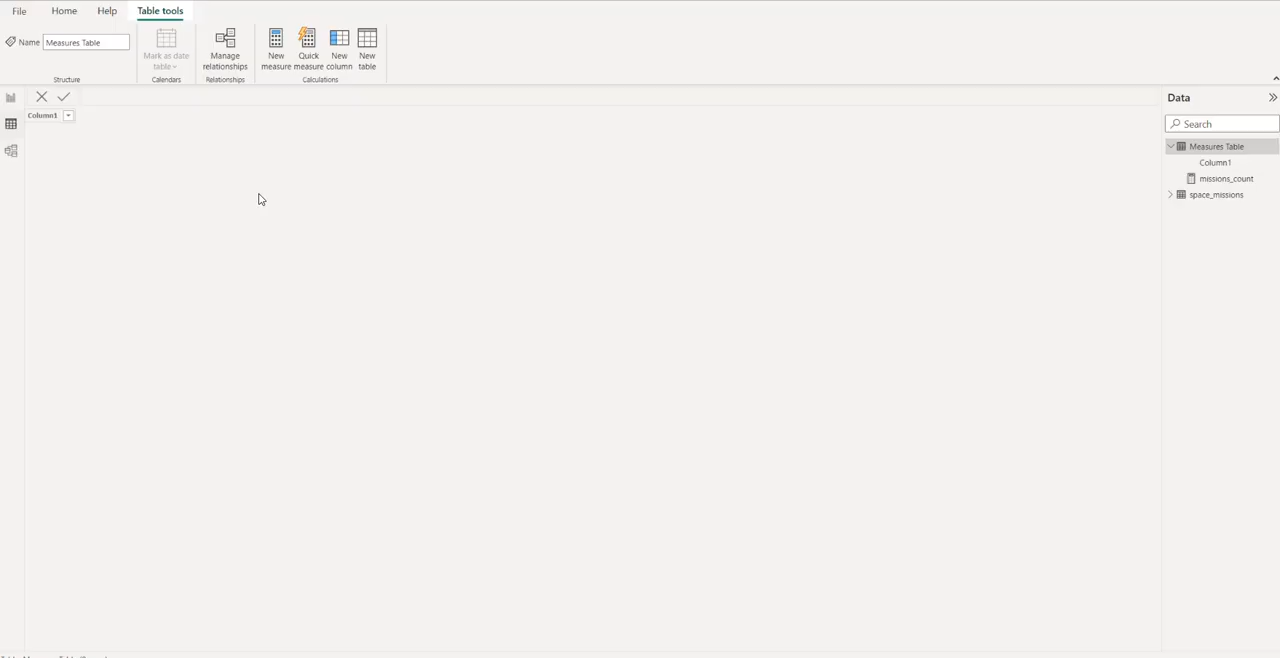 File Home Help Table tools
Name Measures Table
Mark as date table
Manage relationships
New measure
Quick measure
New column
New table
Structure Calendars Relationships Calculations
Data
Column1
Search
Measures Table
Column1
missions_count
space_missions